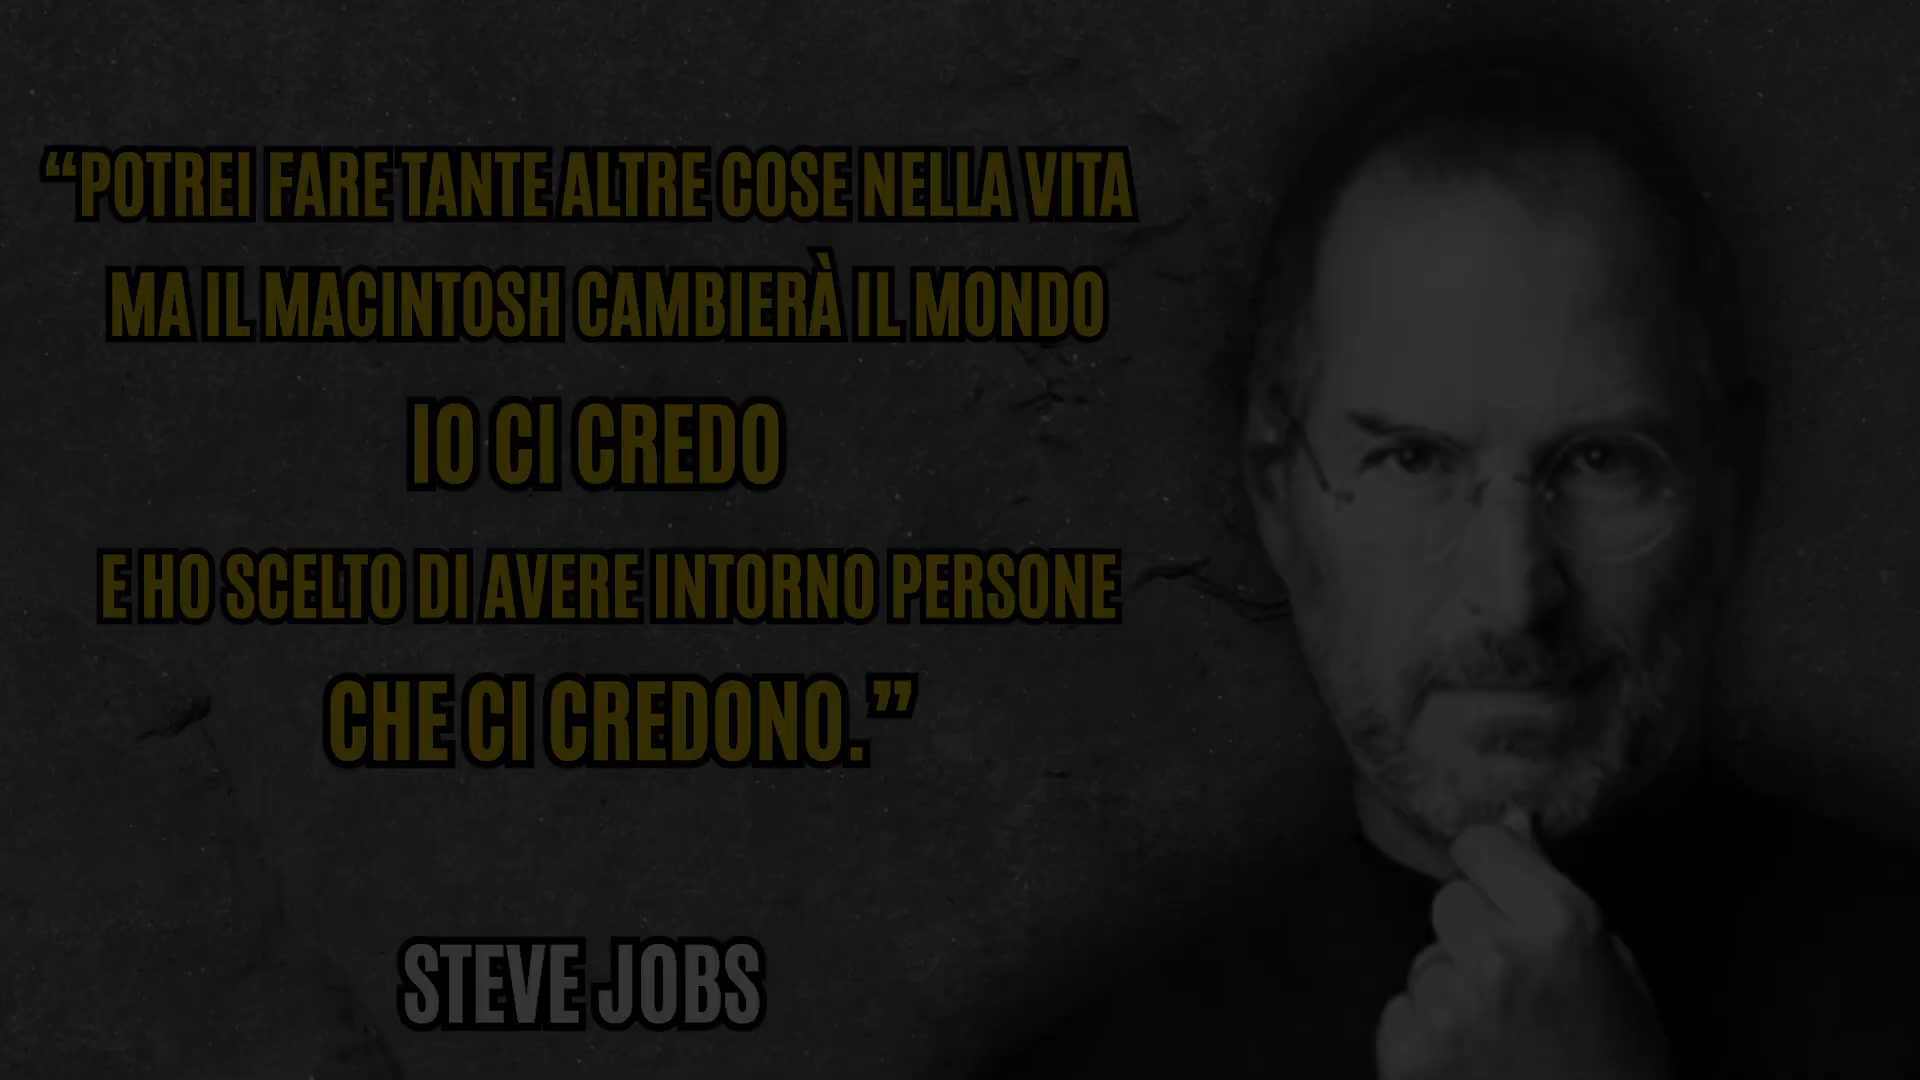 “POTREI FARE TANTE ALTRE COSE NELLA VITA
MA IL MACINTOSH CAMBIERÀ IL MONDO
IO CI CREDO
E HO SCELTO DI AVERE INTORNO PERSONE
CHE CI CREDONO.”
STEVE JOBS